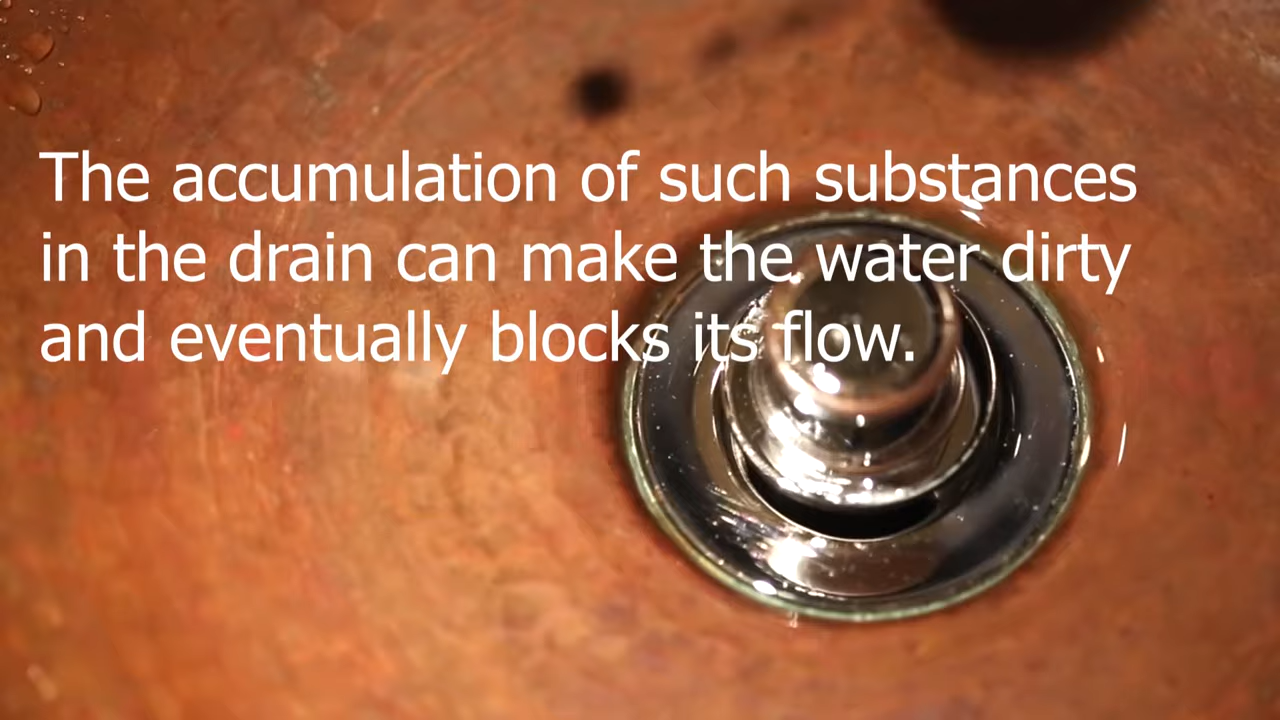 The accumulation of such substances
in the drain can make the water dirty
and eventually blocks its flow.